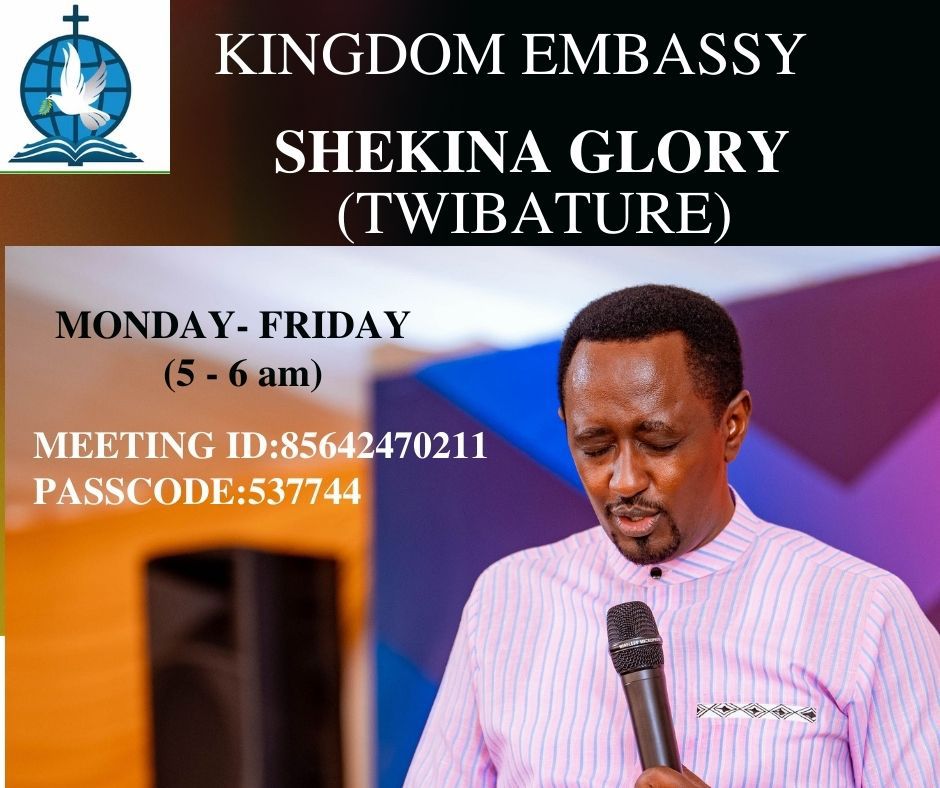 KINGDOM EMBASSY
SHEKINA GLORY
(TWIBATURE)
MONDAY- FRIDAY
(5 - 6 am)
MEETING ID:85642470211
PASSCODE:537744